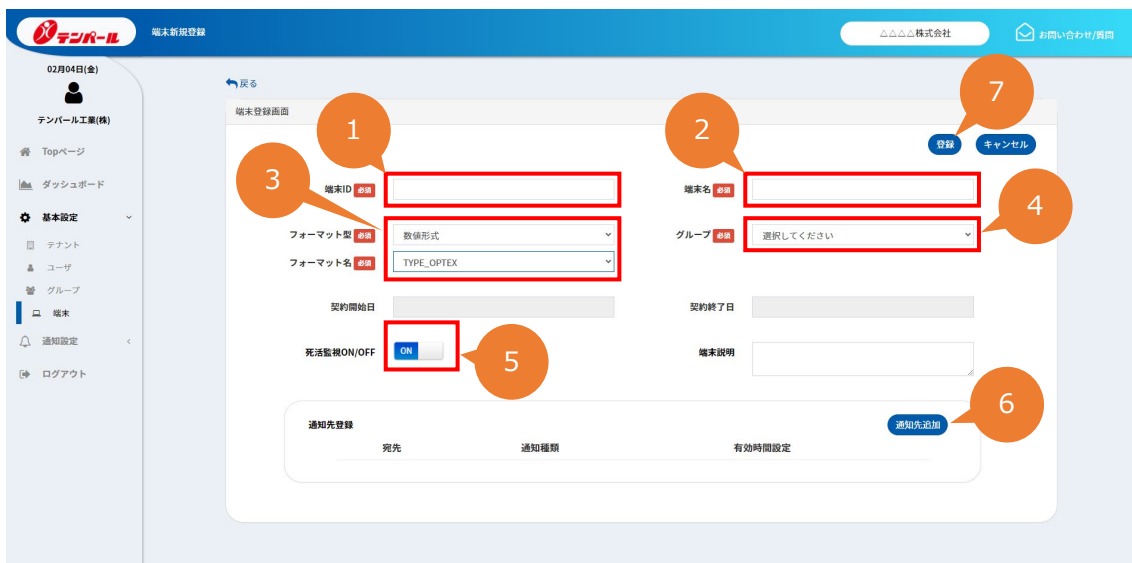 テンパール
端末新規登録
△△△△株式会社
お問い合わせ/質問
02月04日(金)
テンパール工業(株)
Topページ
ダッシュボード
基本設定
テナント
ユーザ
グループ
端末
通知設定
ログアウト
戻る
端末登録画面
1
2
7
登録
キャンセル
3
端末ID 必須
端末名 必須
4
フォーマット型 必須
数値形式
グループ 必須
選択してください
フォーマット名 必須
TYPE_OPTEX
契約開始日
契約終了日
死活監視ON/OFF
ON
5
端末説明
6
通知先登録
通知先追加
宛先
通知種類
有効時間設定